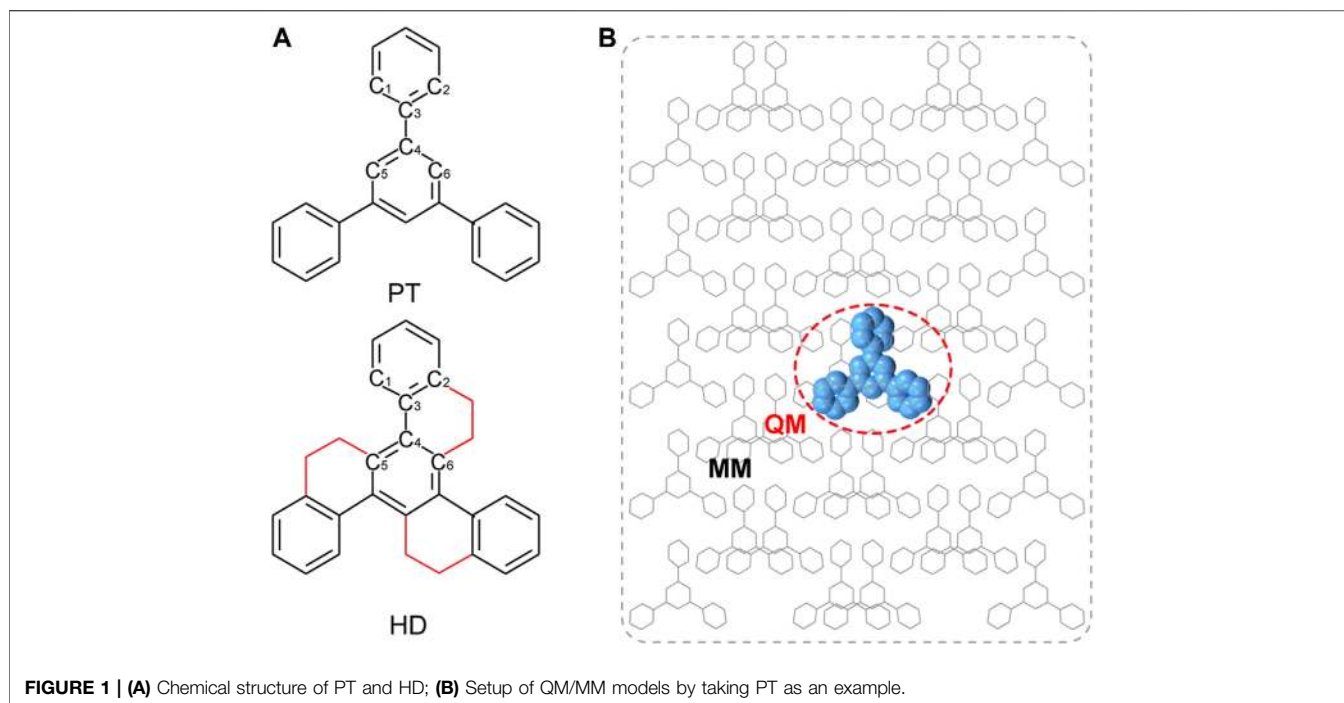 A
B
C1
C2
C3
C4
C5
C6
PT
C1
C2
C3
C4
C5
C6
HD
QM
MM
FIGURE 1 | (A) Chemical structure of PT and HD; (B) Setup of QM/MM models by taking PT as an example.